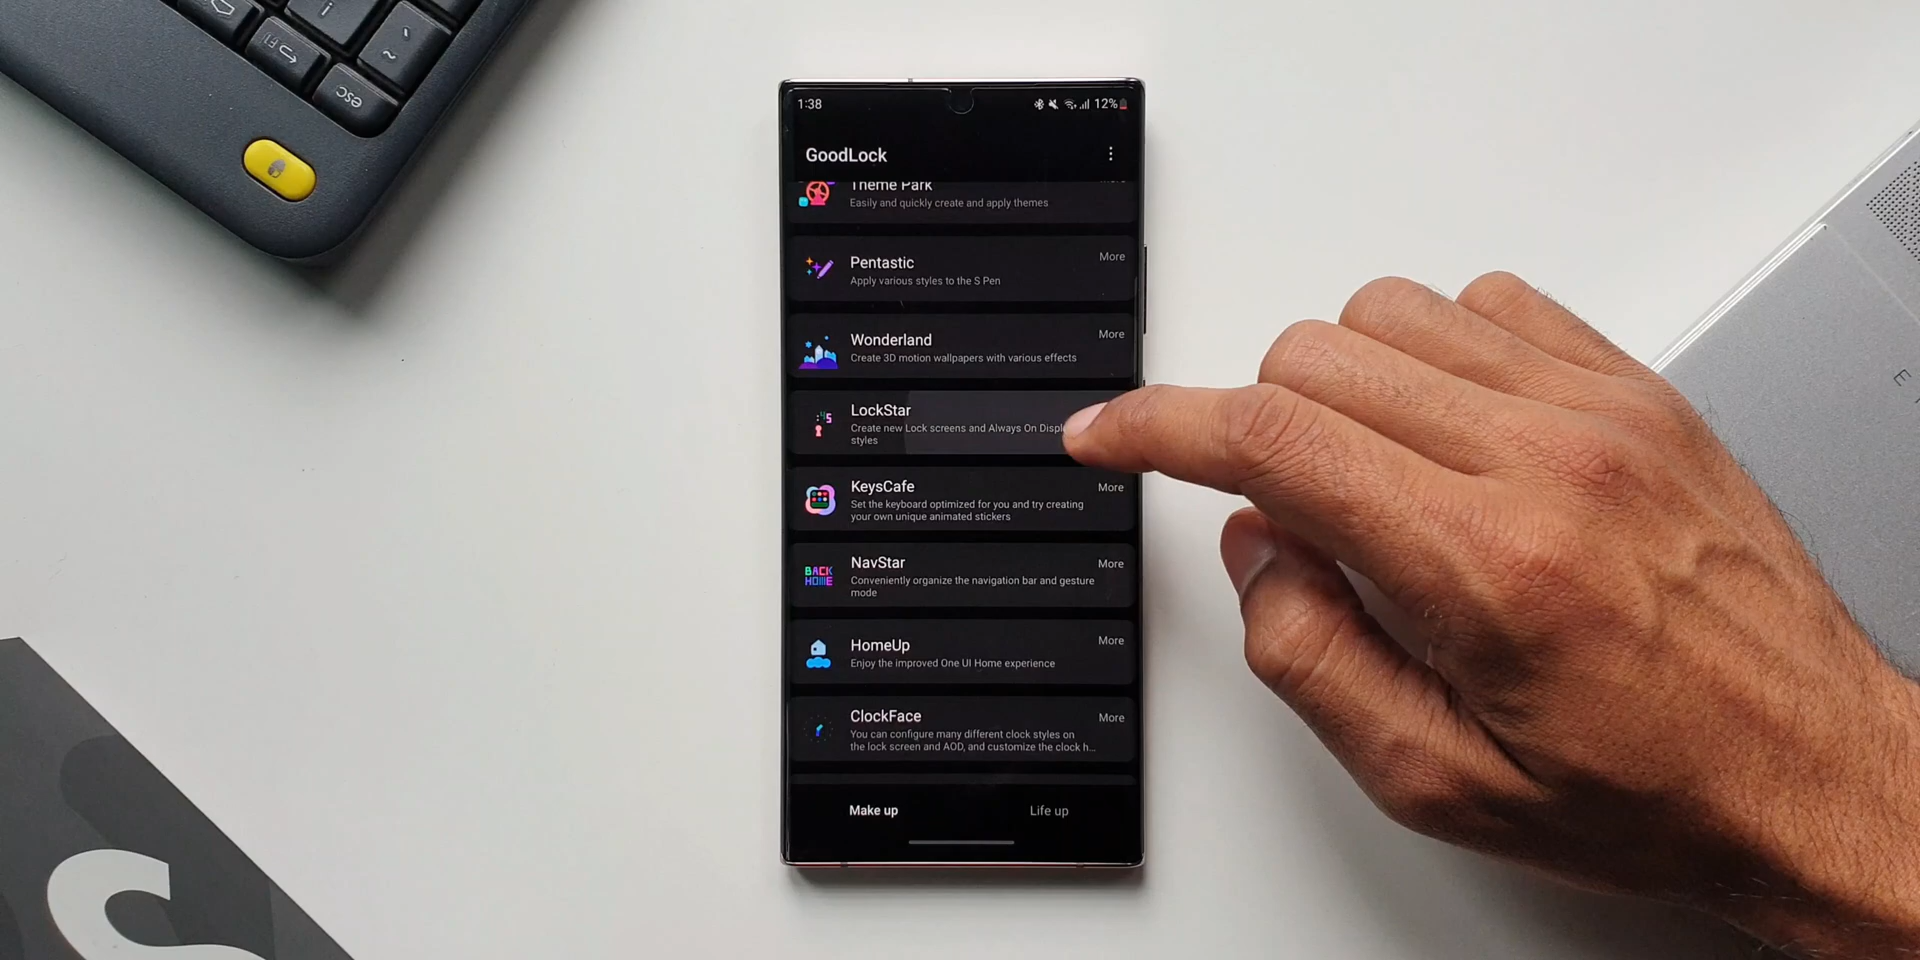 esc
1:38
12%
GoodLock
Theme Park
Easily and quickly create and apply themes
Pentastic
More
Apply various styles to the S Pen
Wonderland
More
Create 3D motion wallpapers with various effects
LockStar
Create new Lock screens and Always On Displ
styles
KeysCafe
More
Set the keyboard optimized for you and try creating
your own unique animated stickers
BACK
HOME
NavStar
More
Conveniently organize the navigation bar and gesture
mode
HomeUp
More
Enjoy the improved One UI Home experience
ClockFace
More
You can configure many different clock styles on
the lock screen and AOD, and customize the clock h...
Make up
Life up
S
E